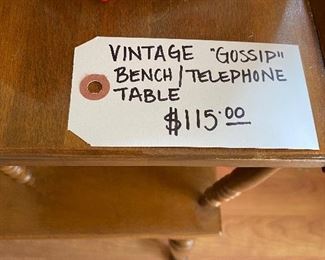 VINTAGE "GOSSIP"
BENCH/TELEPHONE
TABLE
$115.00